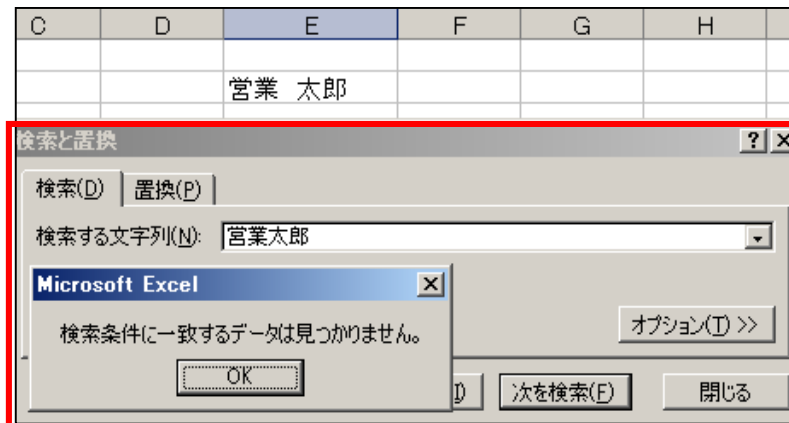 C D E F G H
営業　太郎
検索と置換
検索(D) 置換(P)
検索する文字列(N): 営業太郎
Microsoft Excel
検索条件に一致するデータは見つかりません。
オプション(T) >>
OK
次を検索(F) 閉じる